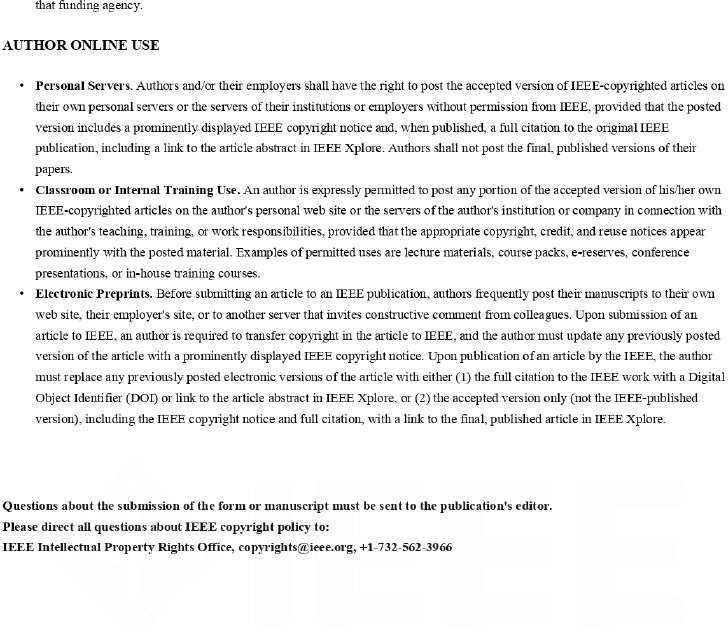 that funding agency.
AUTHOR ONLINE USE
• Personal Servers. Authors and/or their employers shall have the right to post the accepted version of IEEE-copyrighted articles on
their own personal servers or the servers of their institutions or employers without permission from IEEE, provided that the posted
version includes a prominently displayed IEEE copyright notice and, when published, a full citation to the original IEEE
publication, including a link to the article abstract in IEEE Xplore. Authors shall not post the final, published versions of their
papers.
• Classroom or Internal Training Use. An author is expressly permitted to post any portion of the accepted version of his/her own
IEEE-copyrighted articles on the author's personal web site or the servers of the author's institution or company in connection with
the author's teaching, training, or work responsibilities, provided that the appropriate copyright, credit, and reuse notices appear
prominently with the posted material. Examples of permitted uses are lecture materials, course packs, e-reserves, conference
presentations, or in-house training courses.
• Electronic Preprints. Before submitting an article to an IEEE publication, authors frequently post their manuscripts to their own
web site, their employer's site, or to another server that invites constructive comment from colleagues. Upon submission of an
article to IEEE, an author is required to transfer copyright in the article to IEEE, and the author must update any previously posted
version of the article with a prominently displayed IEEE copyright notice. Upon publication of an article by the IEEE, the author
must replace any previously posted electronic versions of the article with either (1) the full citation to the IEEE work with a Digital
Object Identifier (DOI) or link to the article abstract in IEEE Xplore, or (2) the accepted version only (not the IEEE-published
version), including the IEEE copyright notice and full citation, with a link to the final, published article in IEEE Xplore.
Questions about the submission of the form or manuscript must be sent to the publication's editor.
Please direct all questions about IEEE copyright policy to:
IEEE Intellectual Property Rights Office, copyrights@ieee.org, +1-732-562-3966